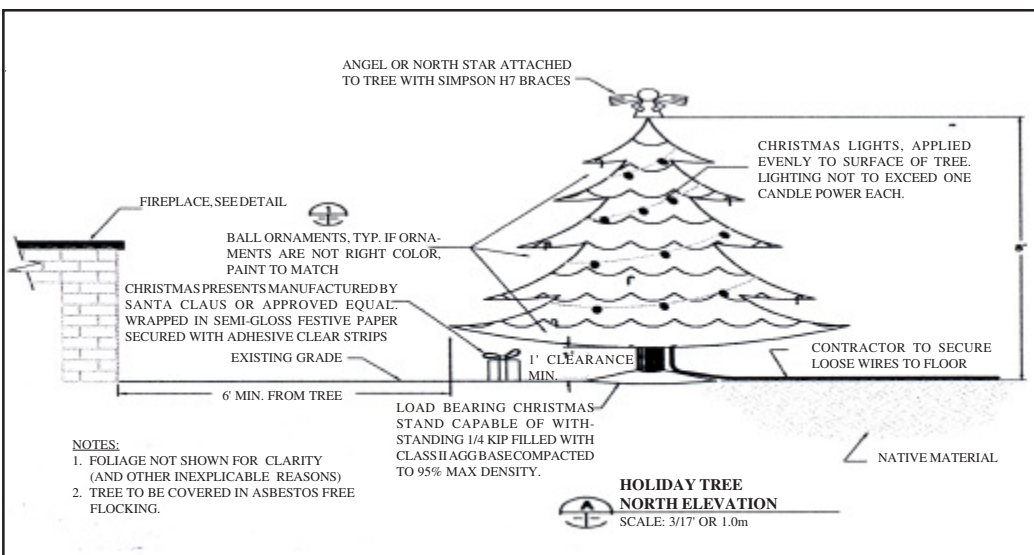 ANGEL OR NORTH STAR ATTACHED
TO TREE WITH SIMPSON H7 BRACES
CHRISTMAS LIGHTS, APPLIED
EVENLY TO SURFACE OF TREE.
LIGHTING NOT TO EXCEED ONE
CANDLE POWER EACH.
FIREPLACE, SEE DETAIL
1
BALL ORNAMENTS, TYP. IF ORNA-
MENTS ARE NOT RIGHT COLOR,
PAINT TO MATCH
8'
CHRISTMAS PRESENTS MANUFACTURED BY
SANTA CLAUS OR APPROVED EQUAL.
WRAPPED IN SEMI-GLOSS FESTIVE PAPER
SECURED WITH ADHESIVE CLEAR STRIPS
EXISTING GRADE
1' CLEARANCE
MIN.
CONTRACTOR TO SECURE
LOOSE WIRES TO FLOOR
6' MIN. FROM TREE
LOAD BEARING CHRISTMAS
STAND CAPABLE OF WITH-
STANDING 1/4 KIP FILLED WITH
CLASS II AGG BASE COMPACTED
TO 95% MAX DENSITY.
NATIVE MATERIAL
NOTES:
1. FOLIAGE NOT SHOWN FOR CLARITY
(AND OTHER INEXPLICABLE REASONS)
2. TREE TO BE COVERED IN ASBESTOS FREE
FLOCKING.
A
HOLIDAY TREE
NORTH ELEVATION
SCALE: 3/17' OR 1.0m